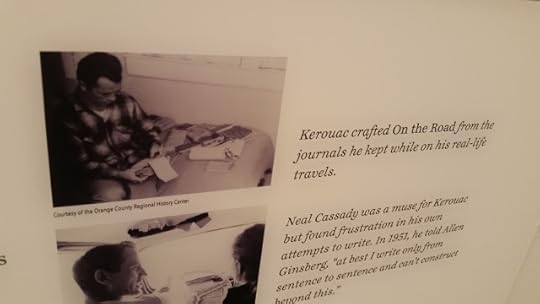 Courtesy of the Orange County Regional History Center
Kerouac crafted On the Road from the
journals he kept while on his real-life
travels.
Neal Cassady was a muse for Kerouac
but found frustration in his own
attempts to write. In 1951, he told Allen
Ginsberg, "at best I write only from
sentence to sentence and can't construct
beyond this."
s